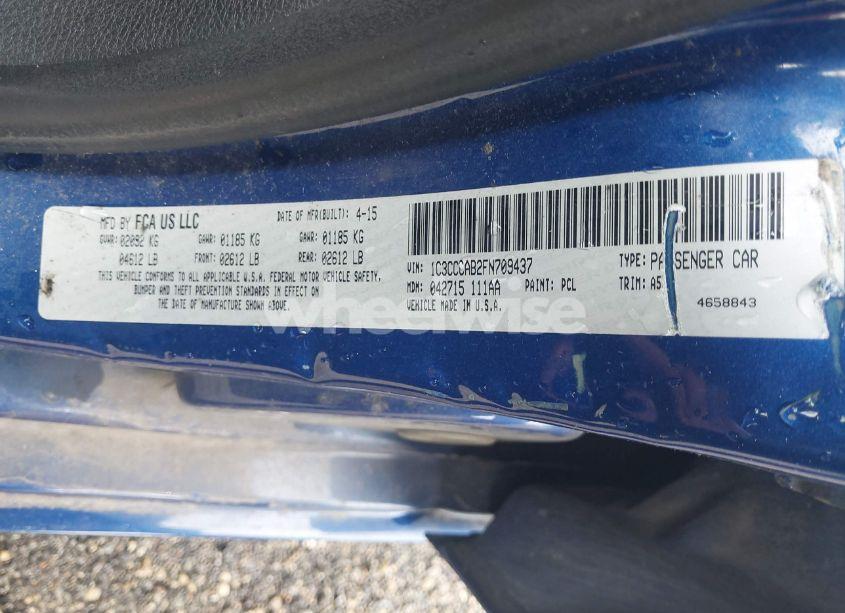 MFD BY FCA US LLC
DATE OF MFR(BUILT): 4-15
GVWR: 02092 KG GAWR: 01185 KG GAWR: 01185 KG
04612 LB FRONT: 02612 LB REAR: 02612 LB
THIS VEHICLE CONFORMS TO ALL APPLICABLE U.S.A. FEDERAL MOTOR VEHICLE SAFETY,
BUMPER AND THEFT PREVENTION STANDARDS IN EFFECT ON
THE DATE OF MANUFACTURE SHOWN ABOVE.
VIN: 1C3CCCAB2FN709437 TYPE: PASSENGER CAR
MDH: 042715 111AA PAINT: PCL TRIM: A5
VEHICLE MADE IN U.S.A. 4658843
wheelwise